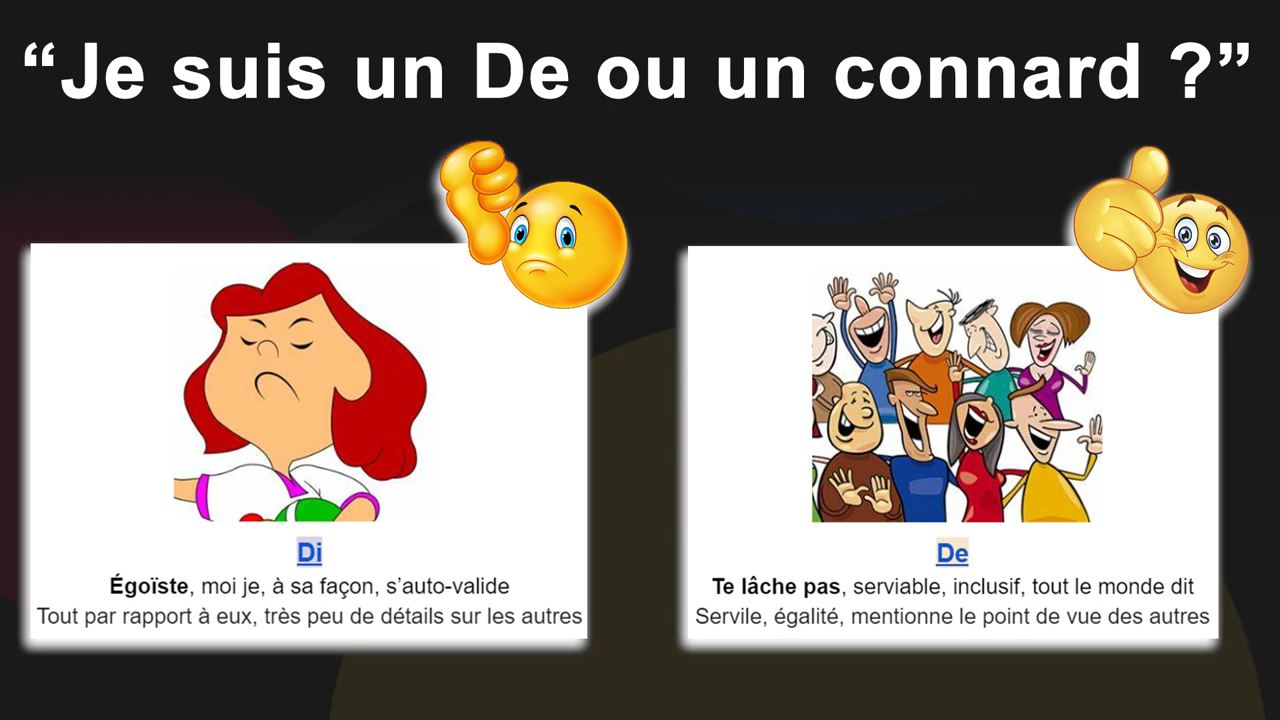 “Je suis un De ou un connard ?”
Di
Égoïste, moi je, à sa façon, s’auto-valide
Tout par rapport à eux, très peu de détails sur les autres
De
Te lâche pas, serviable, inclusif, tout le monde dit
Servile, égalité, mentionne le point de vue des autres